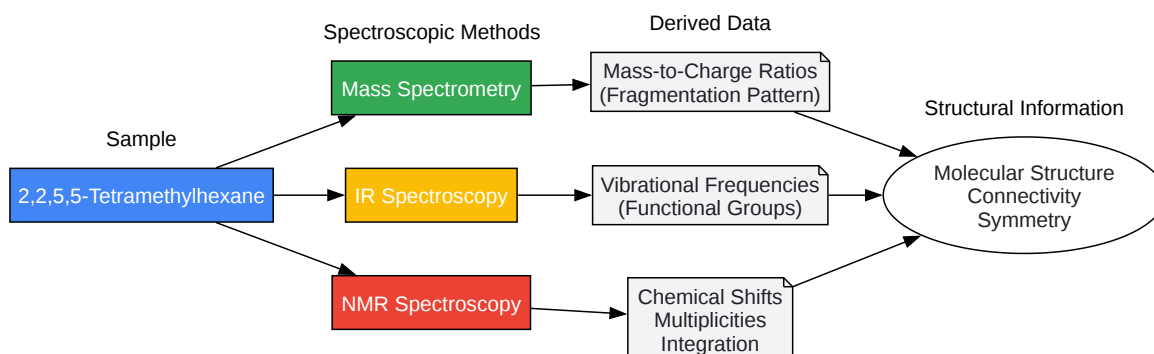 Spectroscopic Methods
Derived Data
Mass Spectrometry
Mass-to-Charge Ratios
(Fragmentation Pattern)
Structural Information
Sample
2,2,5,5-Tetramethylhexane
IR Spectroscopy
Vibrational Frequencies
(Functional Groups)
Molecular Structure
Connectivity
Symmetry
NMR Spectroscopy
Chemical Shifts
Multiplicities
Integration